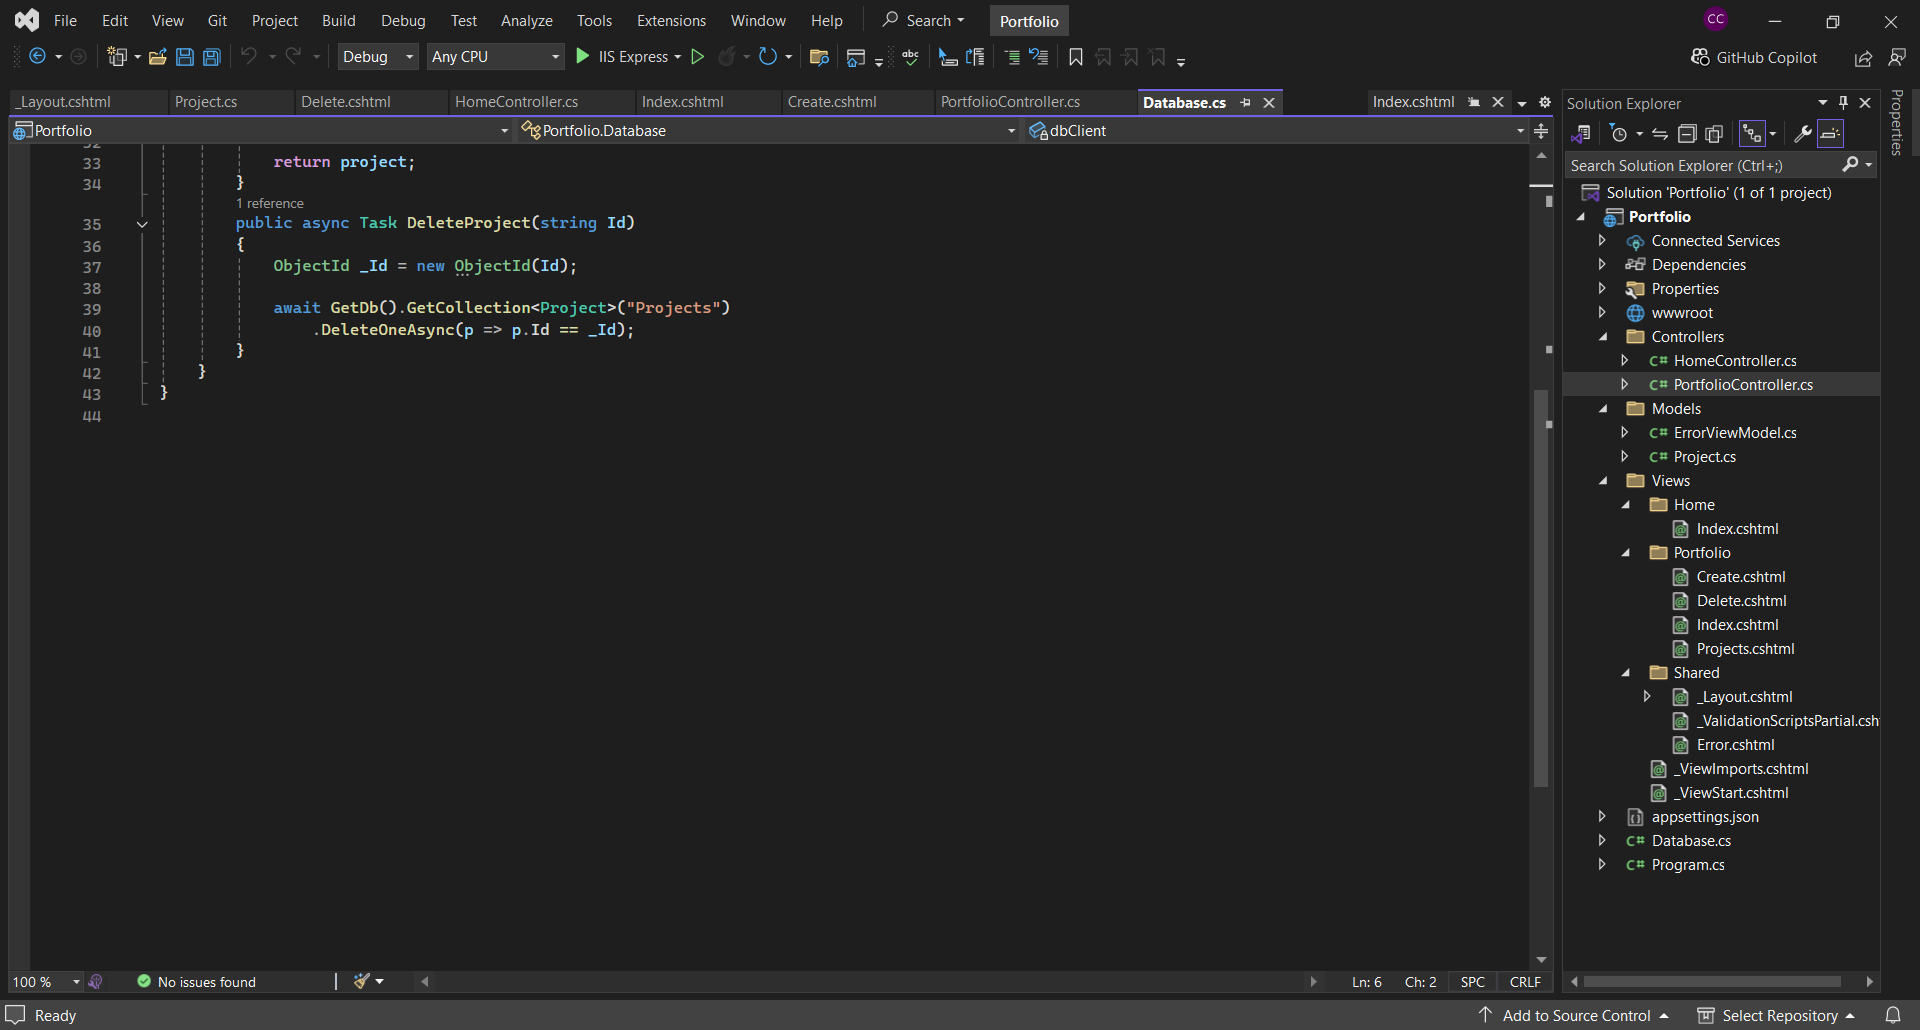 File Edit View Git Project Build Debug Test Analyze Tools Extensions Window Help Search Portfolio CC
Debug Any CPU IIS Express abc GitHub Copilot
_Layout.cshtml Project.cs Delete.cshtml HomeController.cs Index.cshtml Create.cshtml PortfolioController.cs Database.cs Index.cshtml
Portfolio Portfolio.Database dbClient
33 return project;
34 }
1 reference
35 public async Task DeleteProject(string Id)
36 {
37 ObjectId _Id = new ObjectId(Id);
38
39 await GetDb().GetCollection<Project>("Projects")
40 .DeleteOneAsync(p => p.Id == _Id);
41 }
42 }
43 }
44
100 % No issues found Ln: 6 Ch: 2 SPC CRLF
Solution Explorer
Search Solution Explorer (Ctrl+;)
Solution 'Portfolio' (1 of 1 project)
Portfolio
Connected Services
Dependencies
Properties
wwwroot
Controllers
C# HomeController.cs
C# PortfolioController.cs
Models
C# ErrorViewModel.cs
C# Project.cs
Views
Home
Index.cshtml
Portfolio
Create.cshtml
Delete.cshtml
Index.cshtml
Projects.cshtml
Shared
_Layout.cshtml
_ValidationScriptsPartial.csh
Error.cshtml
_ViewImports.cshtml
_ViewStart.cshtml
appsettings.json
C# Database.cs
C# Program.cs
Properties
Ready Add to Source Control Select Repository